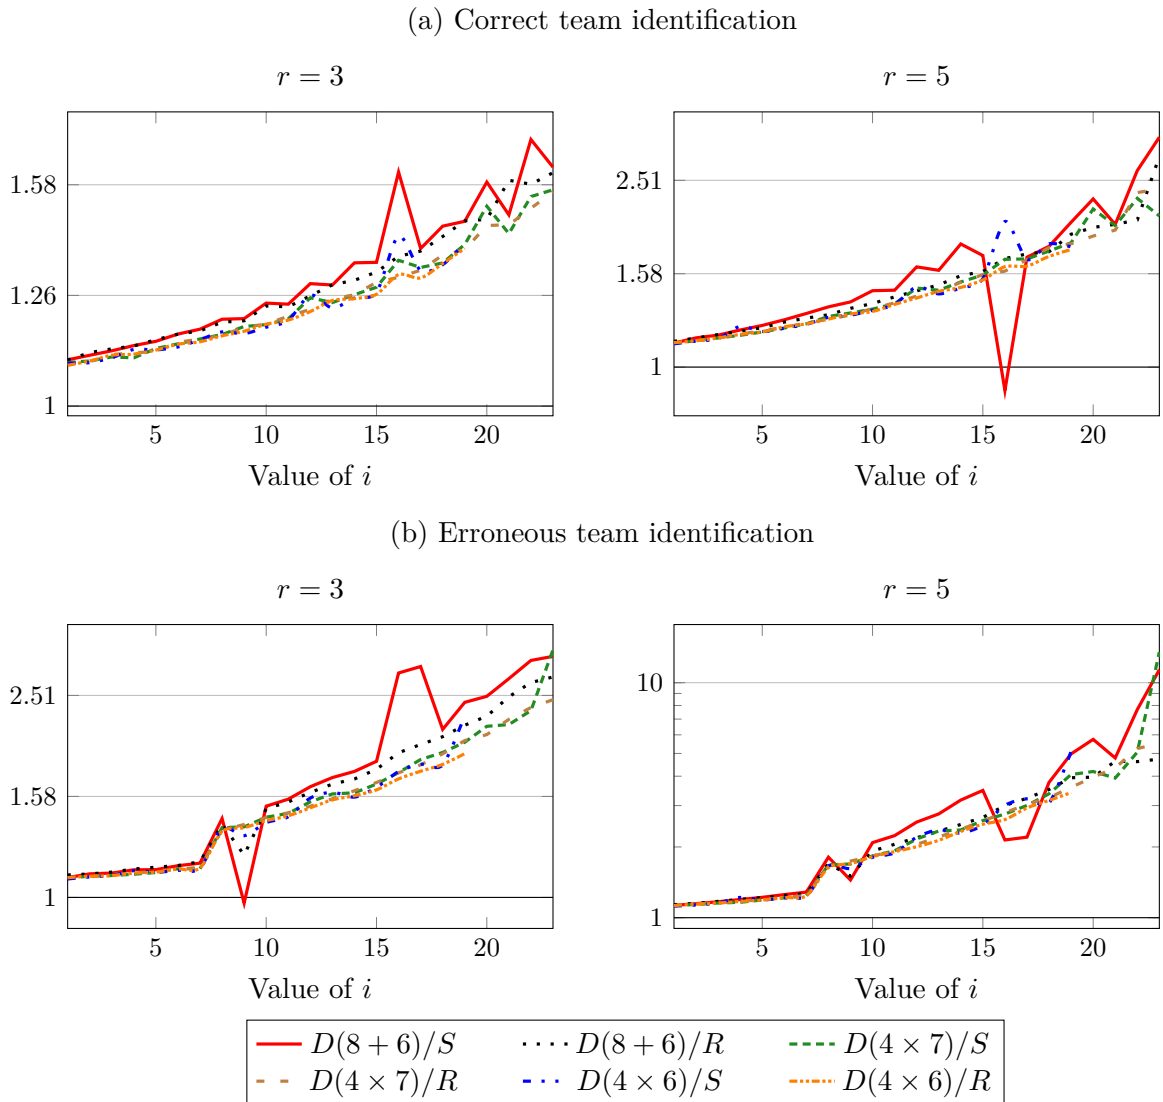 (a) Correct team identification
r = 3
r = 5
1.58
1.26
1
5 10 15 20
Value of i
2.51
1.58
1
5 10 15 20
Value of i
(b) Erroneous team identification
r = 3
r = 5
2.51
1.58
1
5 10 15 20
Value of i
10
1
5 10 15 20
Value of i
D(8 + 6)/S D(8 + 6)/R D(4 × 7)/S
D(4 × 7)/R D(4 × 6)/S D(4 × 6)/R